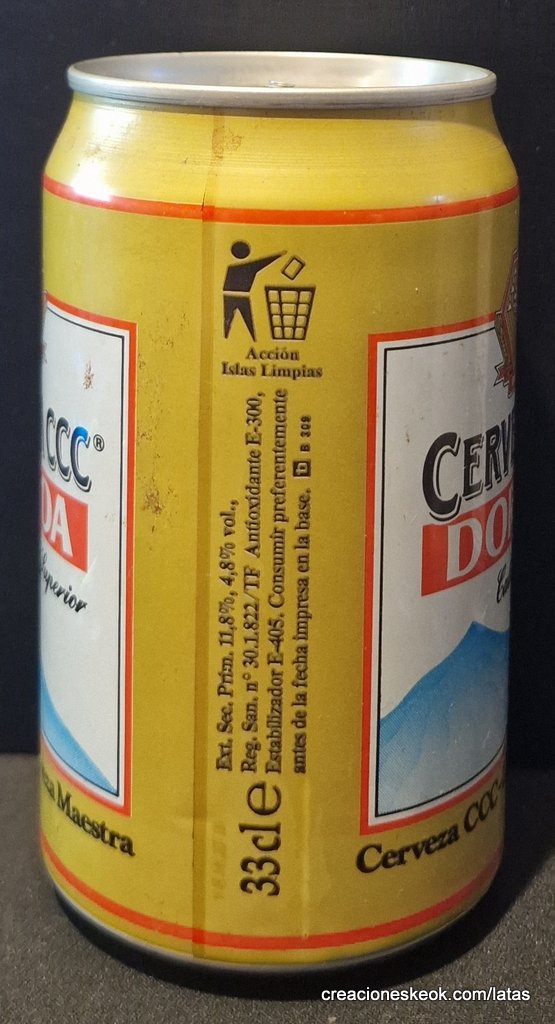 Acción
Islas Limpias
Ext. Sec. Prim. 11,8%, 4,8% vol.,
Reg. San. n° 30.1.822/TF Antioxidante E-300,
Estabilizador E-405. Consumir preferentemente
antes de la fecha impresa en la base. D B 308
33cl e
CCC®
DA
Superior
Maestra
CERV
DO
Cerveza CCC
creacioneskeok.com/latas